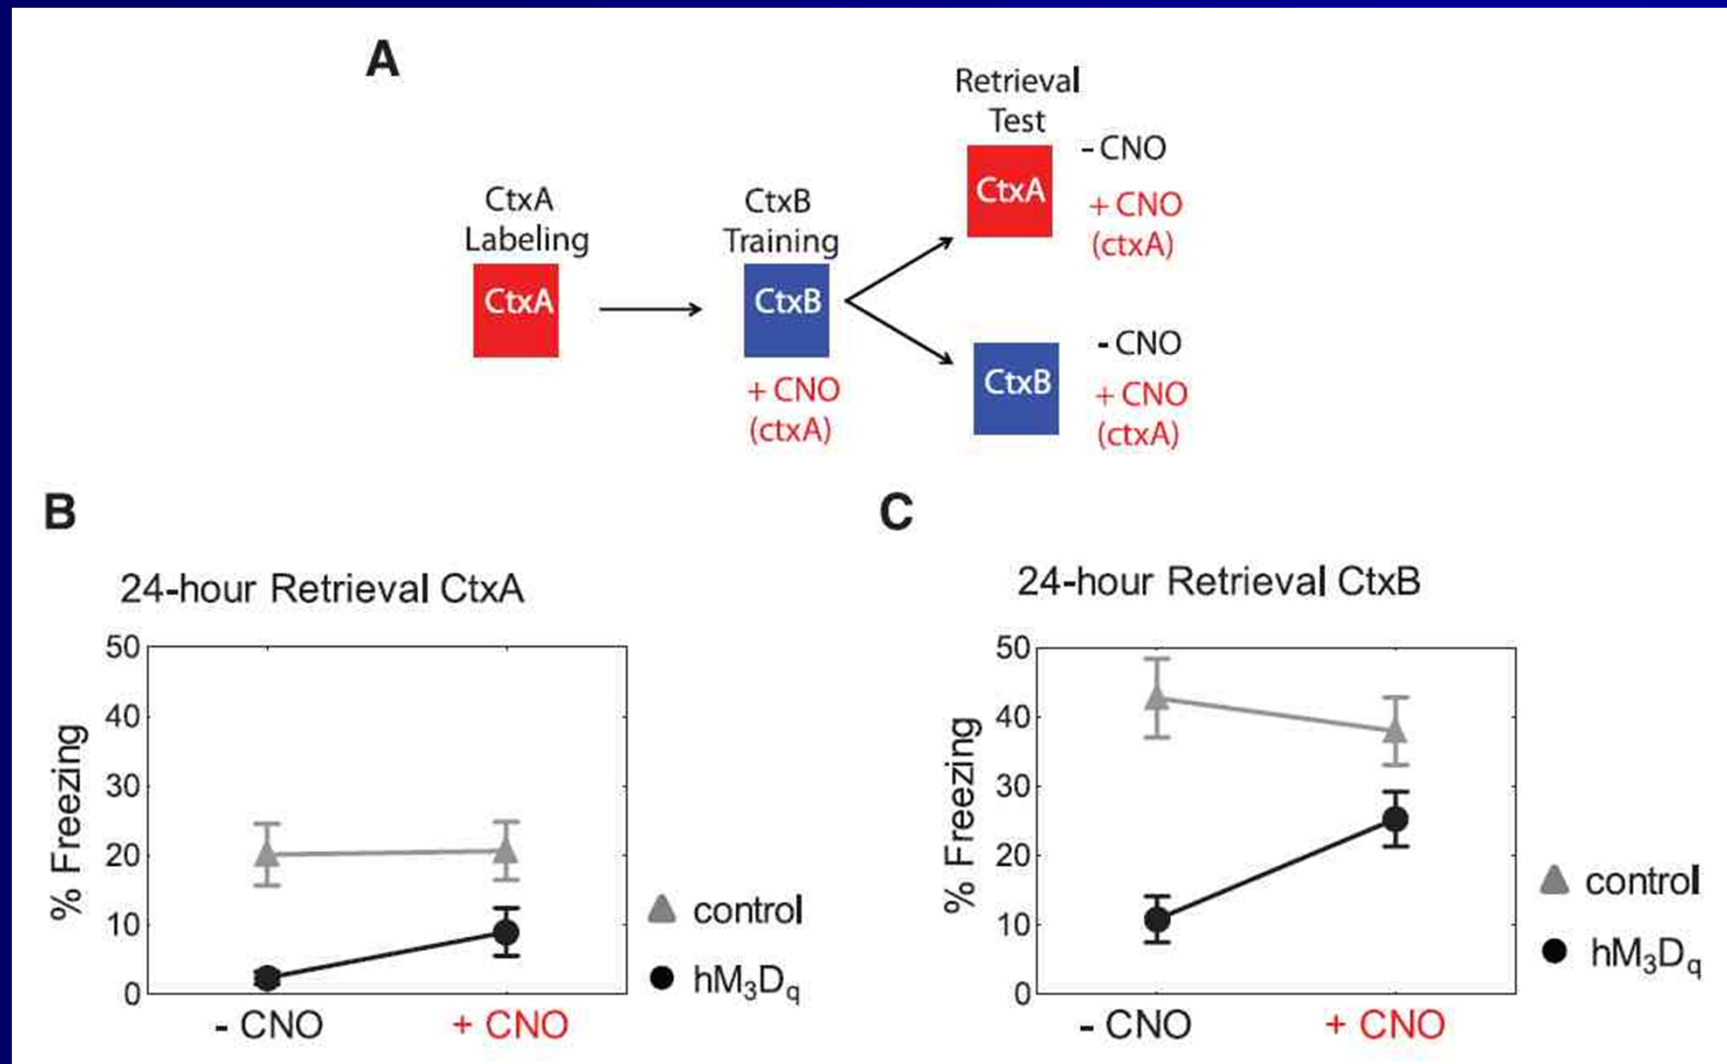 A
CtxA
Labeling
CtxA
CtxB
Training
CtxB
+ CNO
(ctxA)
Retrieval
Test
CtxA
- CNO
+ CNO
(ctxA)
CtxB
- CNO
+ CNO
(ctxA)
B
24-hour Retrieval CtxA
% Freezing
50
40
30
20
10
0
- CNO
+ CNO
control
hM₃Dq
C
24-hour Retrieval CtxB
% Freezing
50
40
30
20
10
0
- CNO
+ CNO
control
hM₃Dq